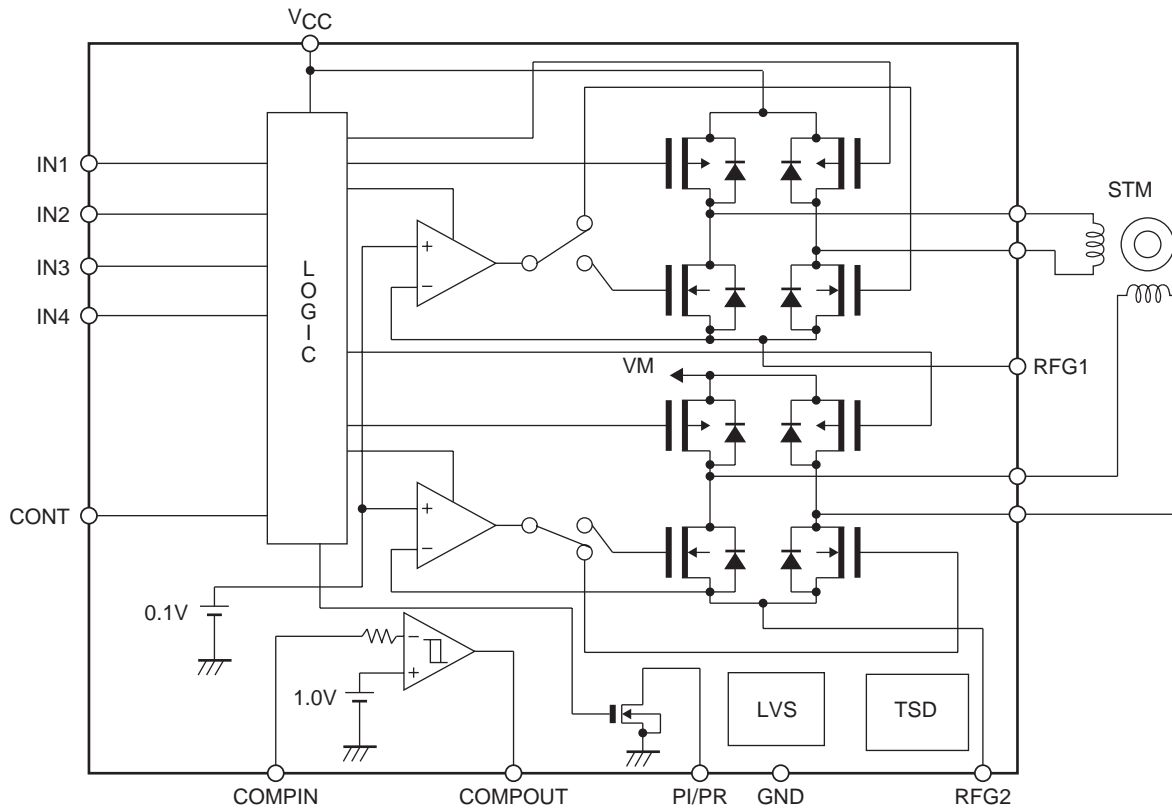 VCC
IN1
IN2
IN3
IN4
CONT
LOGIC
STM
RFG1
VM
0.1V
1.0V
+
−
+
−
−
+
LVS
TSD
COMPIN
COMPOUT
PI/PR
GND
RFG2